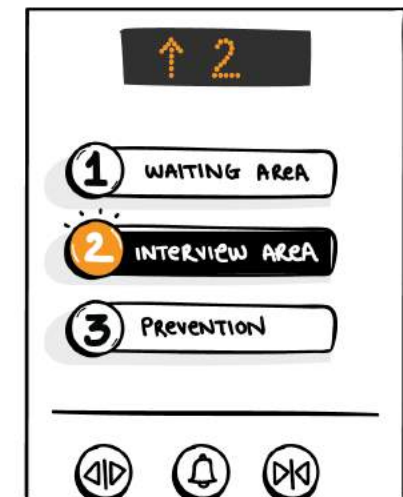 ↑ 2
1 WAITING AREA
2 INTERVIEW AREA
3 PREVENTION